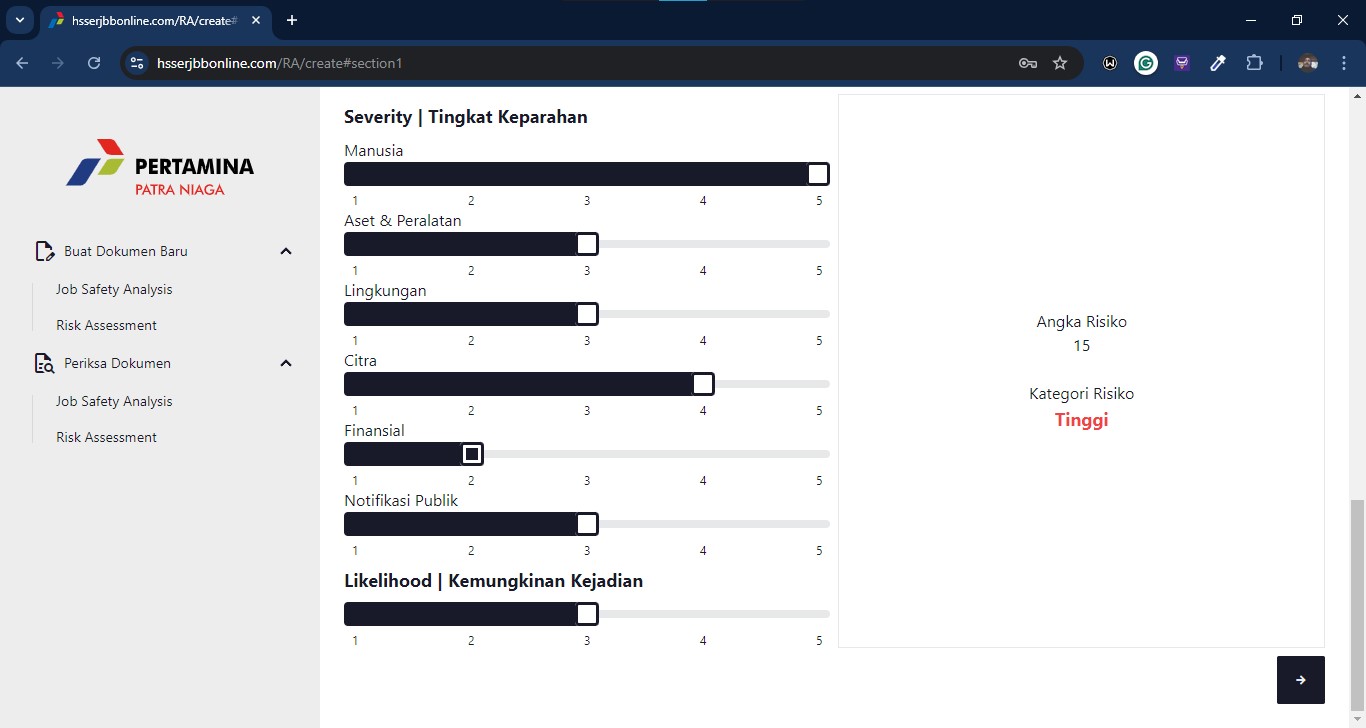 hsserjbbonline.com/RA/create#
hsserjbbonline.com/RA/create#section1
PERTAMINA
PATRA NIAGA
Buat Dokumen Baru
Job Safety Analysis
Risk Assessment
Periksa Dokumen
Job Safety Analysis
Risk Assessment
Severity | Tingkat Keparahan
Manusia
1 2 3 4 5
Aset & Peralatan
1 2 3 4 5
Lingkungan
1 2 3 4 5
Citra
1 2 3 4 5
Finansial
1 2 3 4 5
Notifikasi Publik
1 2 3 4 5
Likelihood | Kemungkinan Kejadian
1 2 3 4 5
Angka Risiko
15
Kategori Risiko
Tinggi